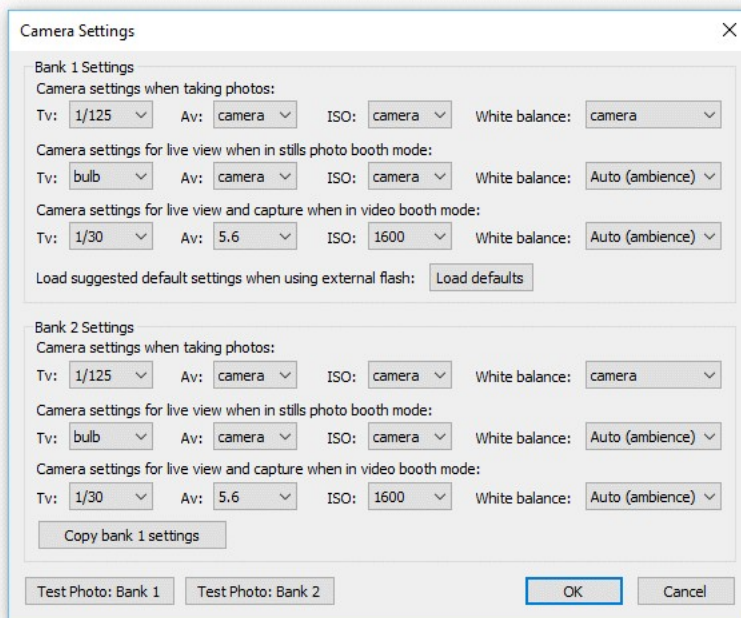 Camera Settings
Bank 1 Settings
Camera settings when taking photos:
Tv: 1/125 Av: camera ISO: camera White balance: camera
Camera settings for live view when in stills photo booth mode:
Tv: bulb Av: camera ISO: camera White balance: Auto (ambience)
Camera settings for live view and capture when in video booth mode:
Tv: 1/30 Av: 5.6 ISO: 1600 White balance: Auto (ambience)
Load suggested default settings when using external flash: Load defaults
Bank 2 Settings
Camera settings when taking photos:
Tv: 1/125 Av: camera ISO: camera White balance: camera
Camera settings for live view when in stills photo booth mode:
Tv: bulb Av: camera ISO: camera White balance: Auto (ambience)
Camera settings for live view and capture when in video booth mode:
Tv: 1/30 Av: 5.6 ISO: 1600 White balance: Auto (ambience)
Copy bank 1 settings
Test Photo: Bank 1 Test Photo: Bank 2 OK Cancel